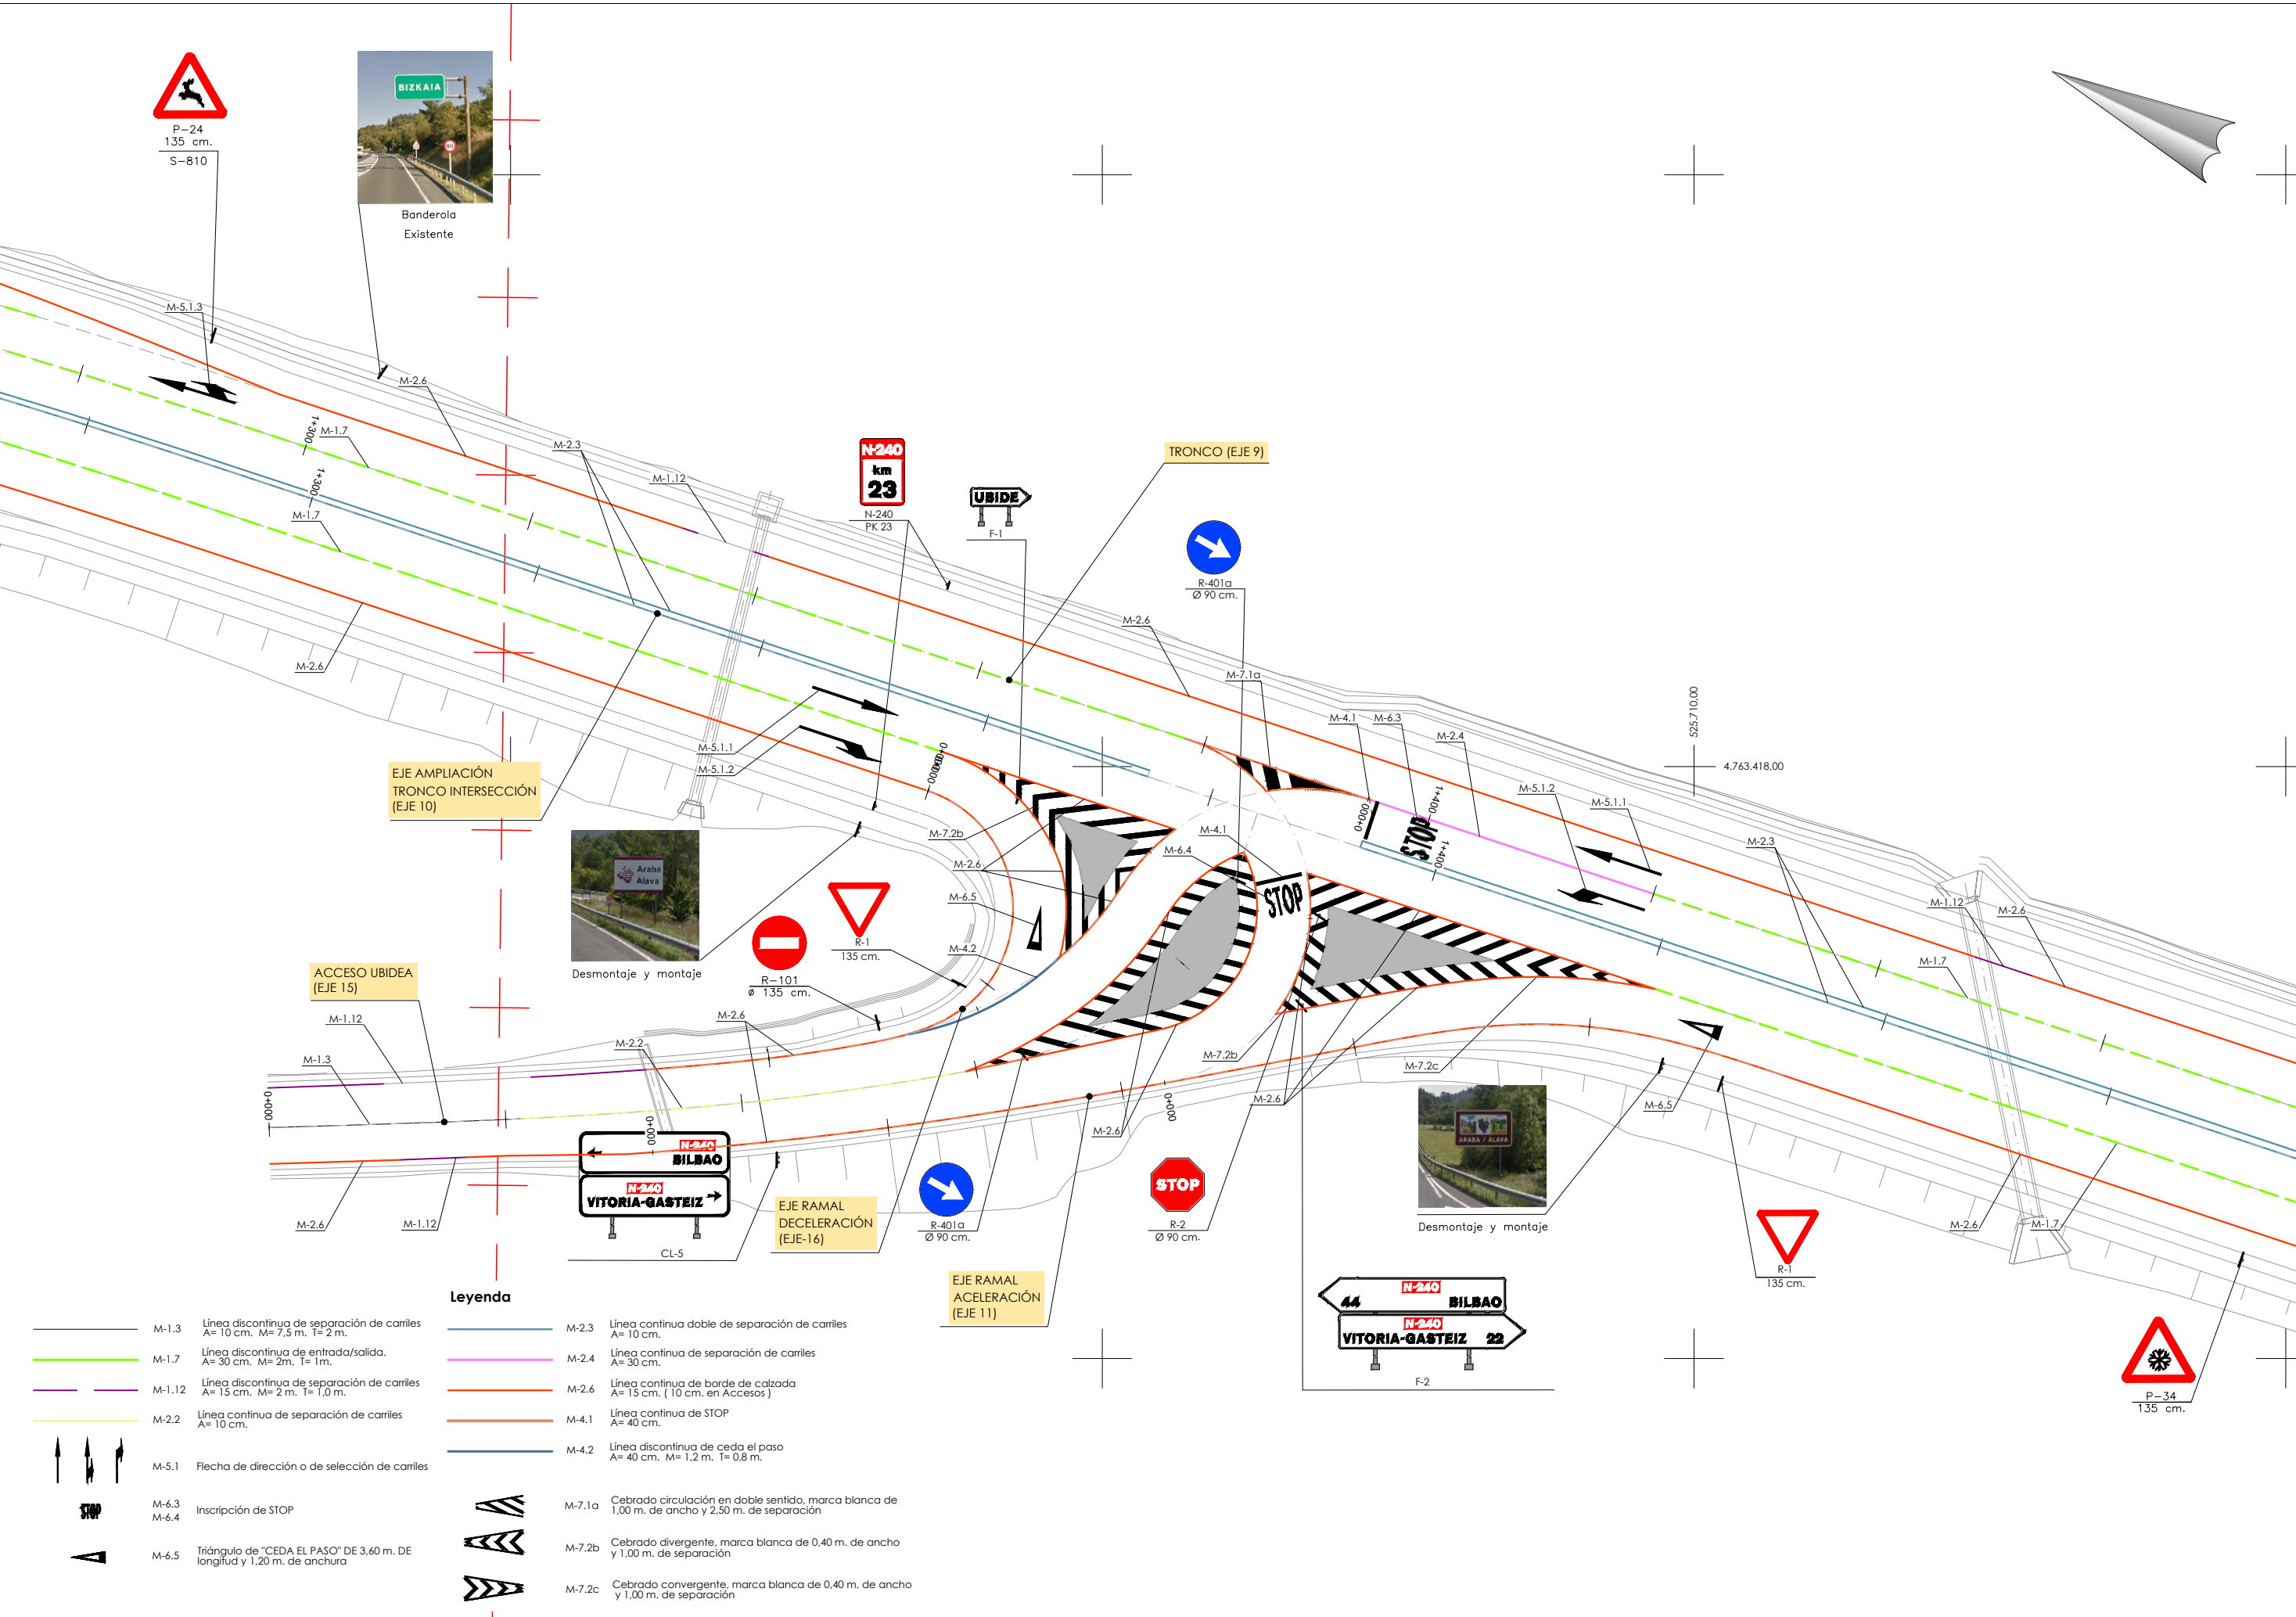 P-24
135 cm.
S-810
BIZKAIA
90
Banderola
Existente
M-5.1.3
M-2.6
1+300
M-1.7
1+300
M-1.7
M-2.3
M-1.12
M-2.6
N-240
km
23
N-240
PK 23
UBIDE
F-1
TRONCO (EJE 9)
R-401a
Ø 90 cm.
M-2.6
M-7.1a
M-4.1
M-6.3
M-2.4
525.710,00
4.763.418,00
M-5.1.2
M-5.1.1
M-2.3
M-1.12
M-2.6
M-1.7
M-5.1.1
M-5.1.2
0+000
EJE AMPLIACIÓN
TRONCO INTERSECCIÓN
(EJE 10)
0+000
STOP
1+400
1+400
M-7.2b
M-2.6
M-4.1
M-6.4
STOP
M-6.5
M-4.2
Araba
Álava
Desmontaje y montaje
R-1
135 cm.
R-101
ø 135 cm.
ACCESO UBIDEA
(EJE 15)
M-1.12
M-1.3
0+000
M-2.6
M-2.2
0+000
M-2.6
M-1.12
N-240
BILBAO
N-240
VITORIA-GASTEIZ
CL-5
EJE RAMAL
DECELERACIÓN
(EJE-16)
R-401a
Ø 90 cm.
EJE RAMAL
ACELERACIÓN
(EJE 11)
M-2.6
0+000
M-7.2b
M-2.6
M-7.2c
STOP
R-2
Ø 90 cm.
ARABA / ÁLAVA
Desmontaje y montaje
M-6.5
R-1
135 cm.
M-2.6
M-1.7
N-240
44 BILBAO
N-240
VITORIA-GASTEIZ 22
F-2
P-34
135 cm.
Leyenda
M-1.3 Línea discontinua de separación de carriles
A= 10 cm. M= 7,5 m. T= 2 m.
M-1.7 Línea discontinua de entrada/salida.
A= 30 cm. M= 2m. T= 1m.
M-1.12 Línea discontinua de separación de carriles
A= 15 cm. M= 2 m. T= 1,0 m.
M-2.2 Línea continua de separación de carriles
A= 10 cm.
M-5.1 Flecha de dirección o de selección de carriles
STOP
M-6.3
M-6.4
Inscripción de STOP
M-6.5 Triángulo de "CEDA EL PASO" DE 3,60 m. DE
longitud y 1,20 m. de anchura
M-2.3 Línea continua doble de separación de carriles
A= 10 cm.
M-2.4 Línea continua de separación de carriles
A= 30 cm.
M-2.6 Línea continua de borde de calzada
A= 15 cm. ( 10 cm. en Accesos )
M-4.1 Línea continua de STOP
A= 40 cm.
M-4.2 Línea discontinua de ceda el paso
A= 40 cm. M= 1,2 m. T= 0,8 m.
M-7.1a Cebrado circulación en doble sentido, marca blanca de
1,00 m. de ancho y 2,50 m. de separación
M-7.2b Cebrado divergente, marca blanca de 0,40 m. de ancho
y 1,00 m. de separación
M-7.2c Cebrado convergente, marca blanca de 0,40 m. de ancho
y 1,00 m. de separación